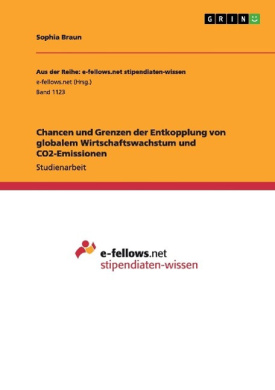 GRIN
Sophia Braun
Aus der Reihe: e-fellows.net stipendiaten-wissen
e-fellows.net (Hrsg.)
Band 1123
Chancen und Grenzen der Entkopplung von
globalem Wirtschaftswachstum und
CO2-Emissionen
Studienarbeit
e-fellows.net
stipendiaten-wissen